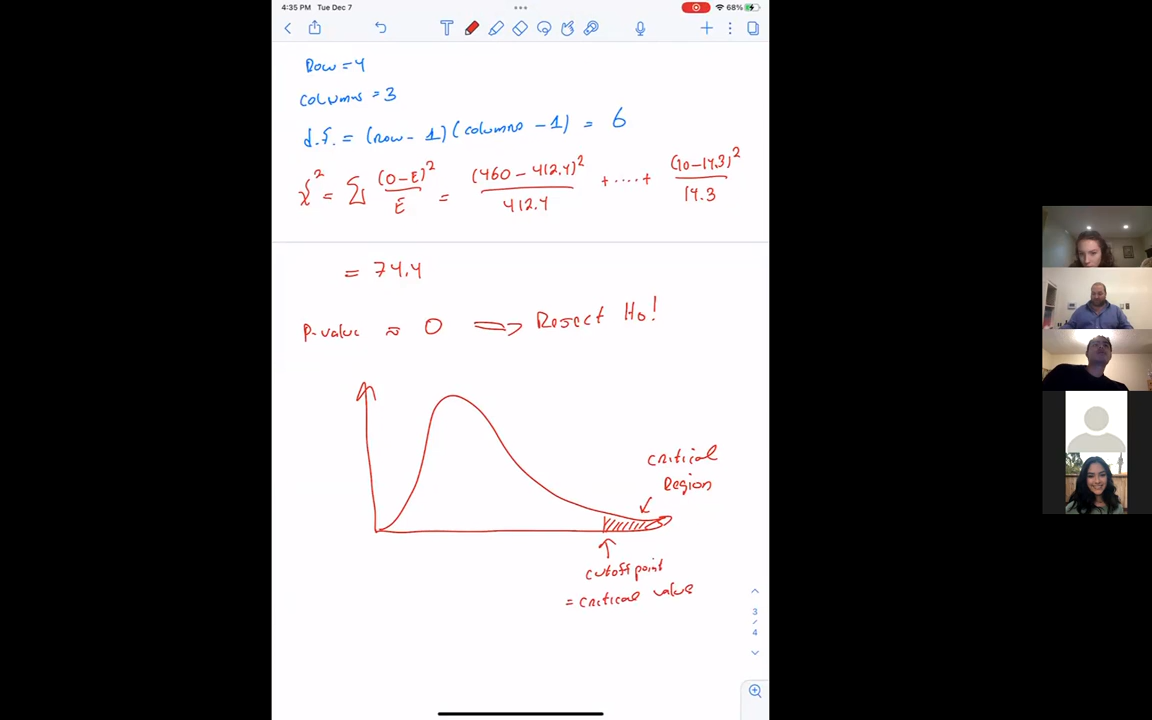 4:35 PM Tue Dec 7
68%
Row = 4
Columns = 3
d.f. = (row - 1)(columns - 1) = 6
χ² = Σ (O-E)²/E = (460 - 412.4)²/412.4 + .... + (10-14.3)²/14.3
= 74.4
P-value ≈ 0 ⟹ Reject Ho!
critical
Region
cutoff point
= critical value
3
/
4